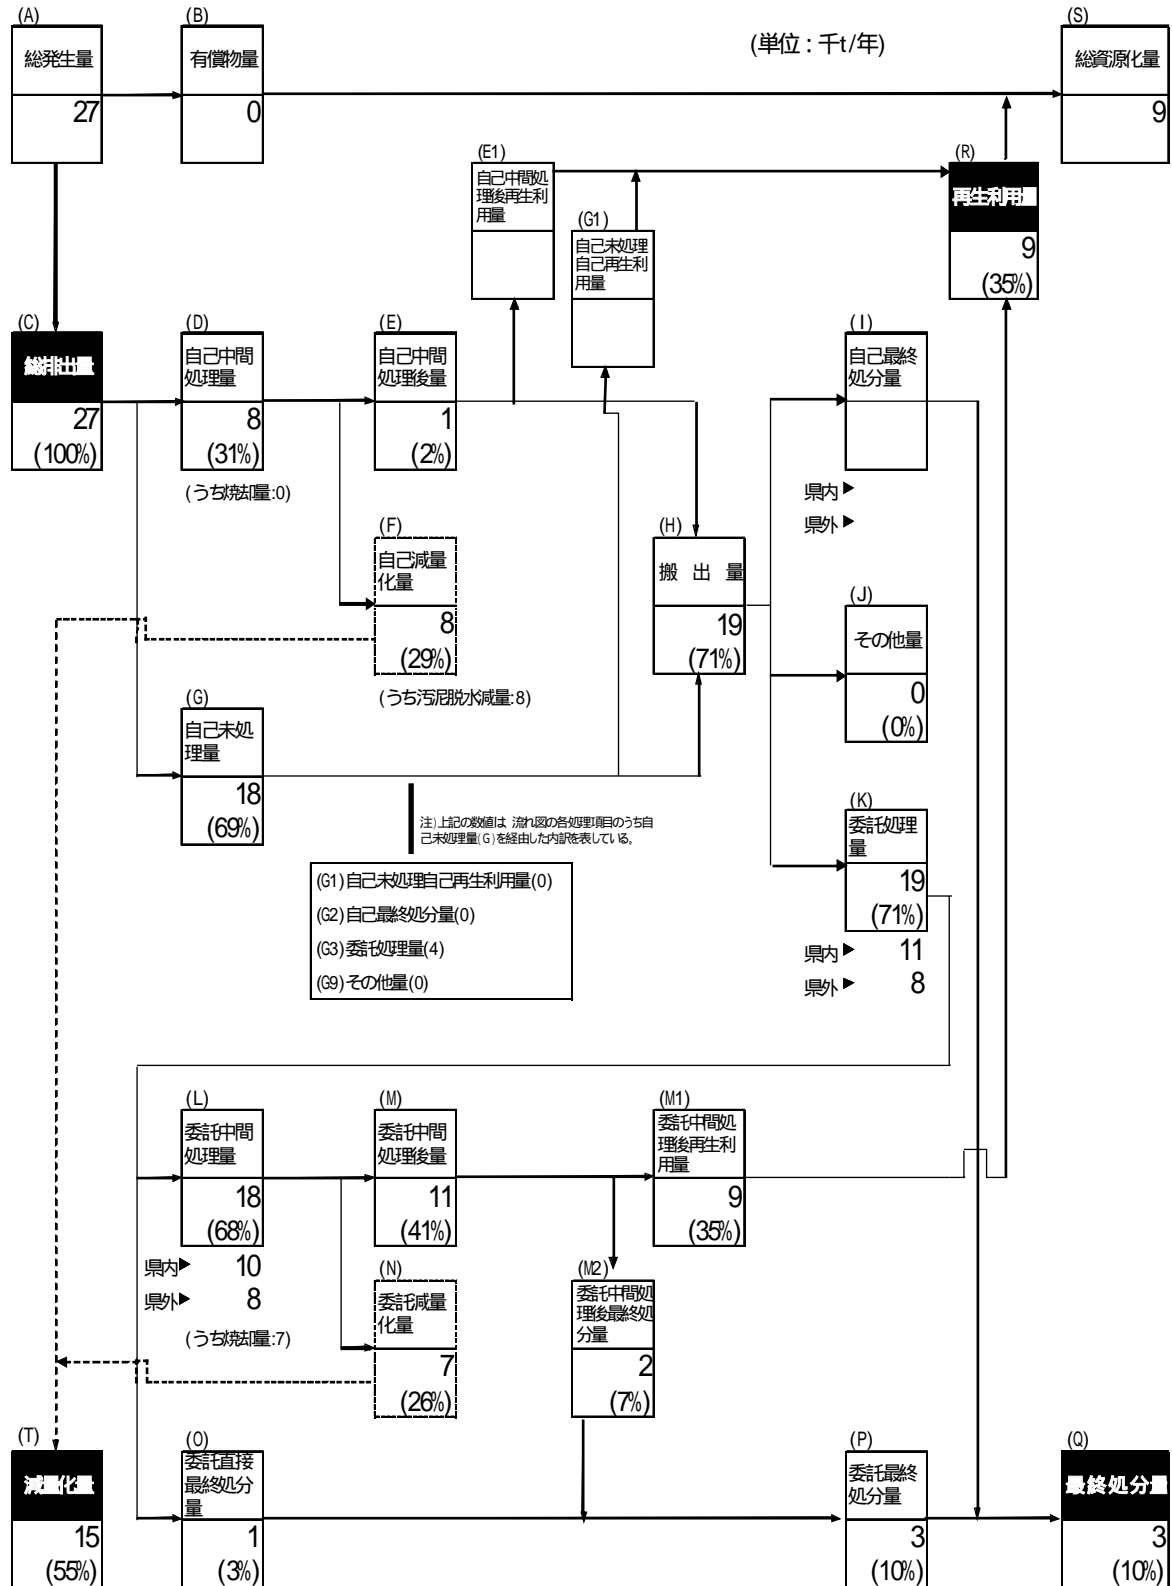 (A)
総発生量
27
(B)
有償物量
0
(単位：千t/年)
(S)
総資源化量
9
(E1)
自己中間処
理後再生利
用量
(G1)
自己未処理
自己再生利
用量
(R)
再生利用量
9
(35%)
(C)
総排出量
27
(100%)
(D)
自己中間
処理量
8
(31%)
(うち焼却量:0)
(E)
自己中間
処理後量
1
(2%)
(I)
自己最終
処分量
県内▶
県外▶
(F)
自己減量
化量
8
(29%)
(うち汚泥脱水減量:8)
(H)
搬 出 量
19
(71%)
(J)
その他量
0
(0%)
(G)
自己未処
理量
18
(69%)
注)上記の数値は 流れ図の各処理項目のうち自
己未処理量(G)を経由した内訳を表している。
(G1)自己未処理自己再生利用量(0)
(G2)自己最終処分量(0)
(G3)委託処理量(4)
(G9)その他量(0)
(K)
委託処理
量
19
(71%)
県内▶ 11
県外▶ 8
(L)
委託中間
処理量
18
(68%)
県内▶ 10
県外▶ 8
(うち焼却量:7)
(M)
委託中間
処理後量
11
(41%)
(M1)
委託中間処
理後再生利
用量
9
(35%)
(N)
委託減量
化量
7
(26%)
(M2)
委託中間処
理後最終処
分量
2
(7%)
(T)
減量化量
15
(55%)
(O)
委託直接
最終処分
量
1
(3%)
(P)
委託最終
処分量
3
(10%)
(Q)
最終処分量
3
(10%)